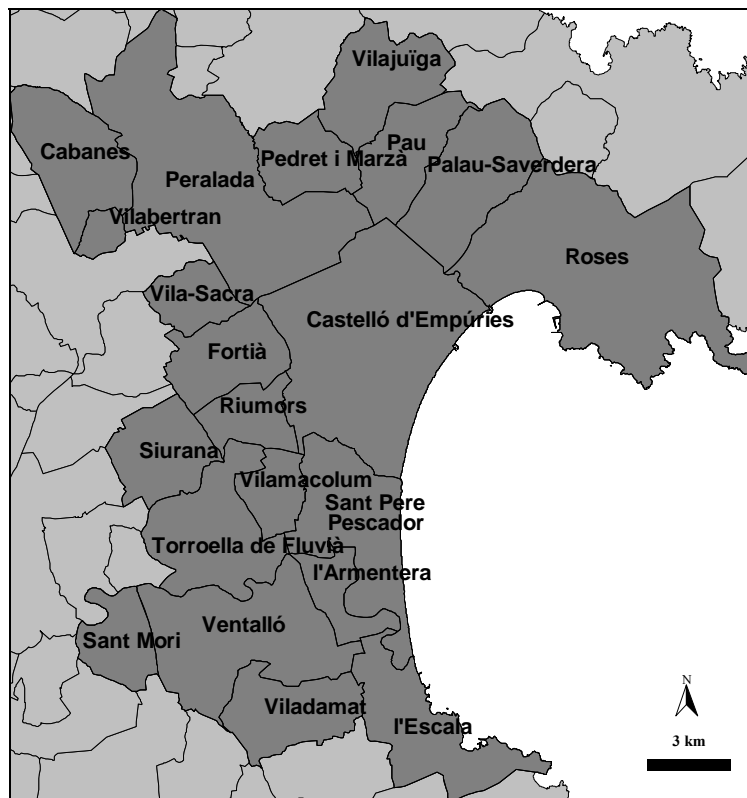 Vilajuïga
Cabanes
Pau
Pedret i Marzà
Palau-Saverdera
Peralada
Vilabertran
Roses
Vila-Sacra
Castelló d'Empúries
Fortià
Riumors
Siurana
Vilamacolum
Sant Pere
Pescador
Torroella de Fluvià
l'Armentera
Ventalló
Sant Mori
Viladamat
l'Escala
N
3 km